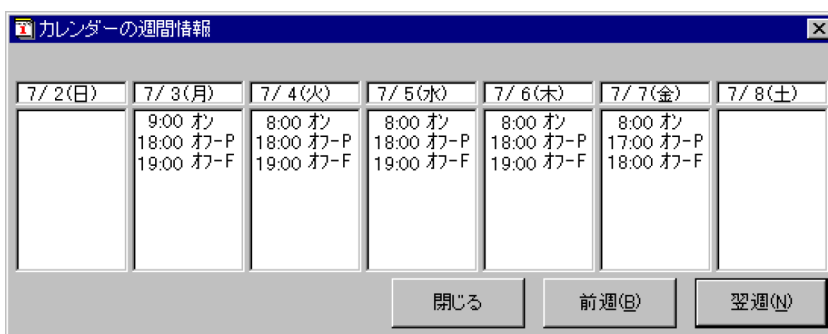 カレンダーの週間情報
7/ 2(日) 7/ 3(月) 7/ 4(火) 7/ 5(水) 7/ 6(木) 7/ 7(金) 7/ 8(土)
9:00 オン 8:00 オン 8:00 オン 8:00 オン 8:00 オン
18:00 オフ-P 18:00 オフ-P 18:00 オフ-P 18:00 オフ-P 17:00 オフ-P
19:00 オフ-F 19:00 オフ-F 19:00 オフ-F 19:00 オフ-F 18:00 オフ-F
閉じる 前週(B) 翌週(N)